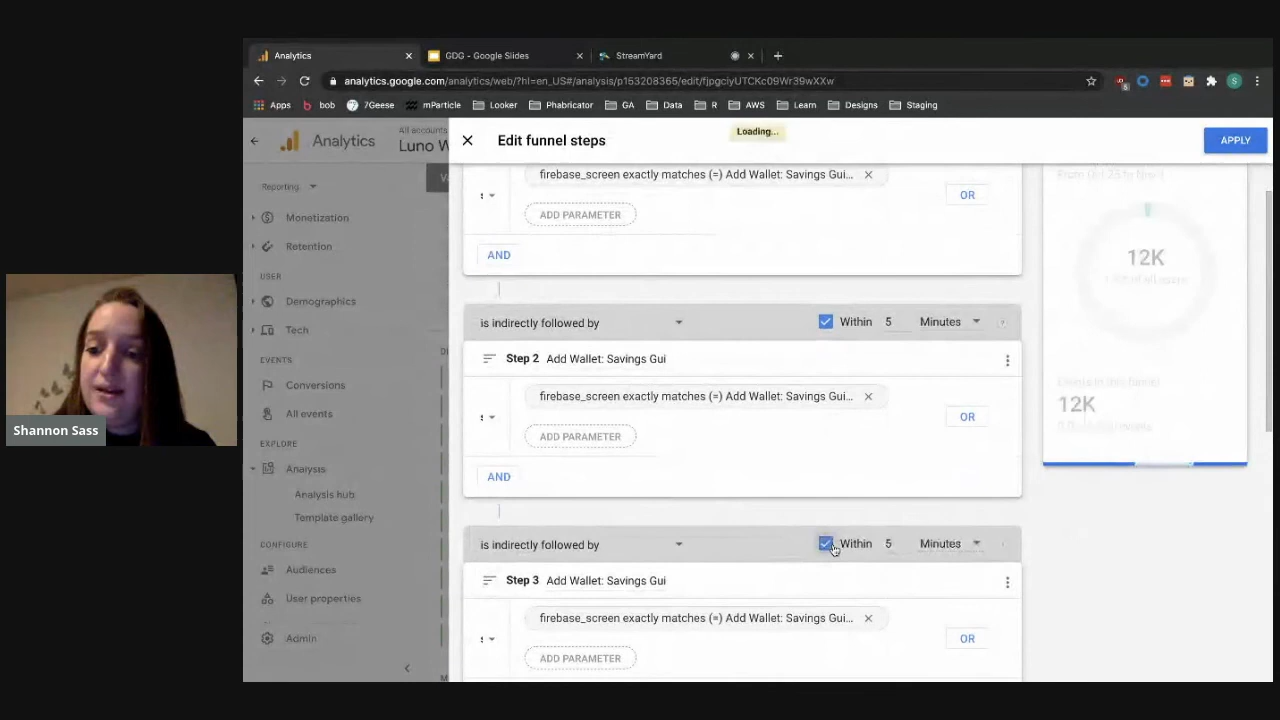 Analytics
GDG - Google Slides
StreamYard
analytics.google.com/analytics/web/?hl=en_US#/analysis/p153208365/edit/fjpgciyUTCKc09Wr39wXXw
Apps
bob
7Geese
mParticle
Looker
Phabricator
GA
Data
R
AWS
Learn
Designs
Staging
Analytics
All accounts
Luno W
Edit funnel steps
Loading...
APPLY
Reporting
Monetization
Retention
USER
Demographics
Tech
EVENTS
Conversions
All events
EXPLORE
Analysis
Analysis hub
Template gallery
CONFIGURE
Audiences
User properties
Admin
firebase_screen exactly matches (=) Add Wallet: Savings Gui...
OR
ADD PARAMETER
AND
is indirectly followed by
Within 5 Minutes
Step 2 Add Wallet: Savings Gui
firebase_screen exactly matches (=) Add Wallet: Savings Gui...
OR
ADD PARAMETER
AND
is indirectly followed by
Within 5 Minutes
Step 3 Add Wallet: Savings Gui
firebase_screen exactly matches (=) Add Wallet: Savings Gui...
OR
ADD PARAMETER
12K
12K
Shannon Sass